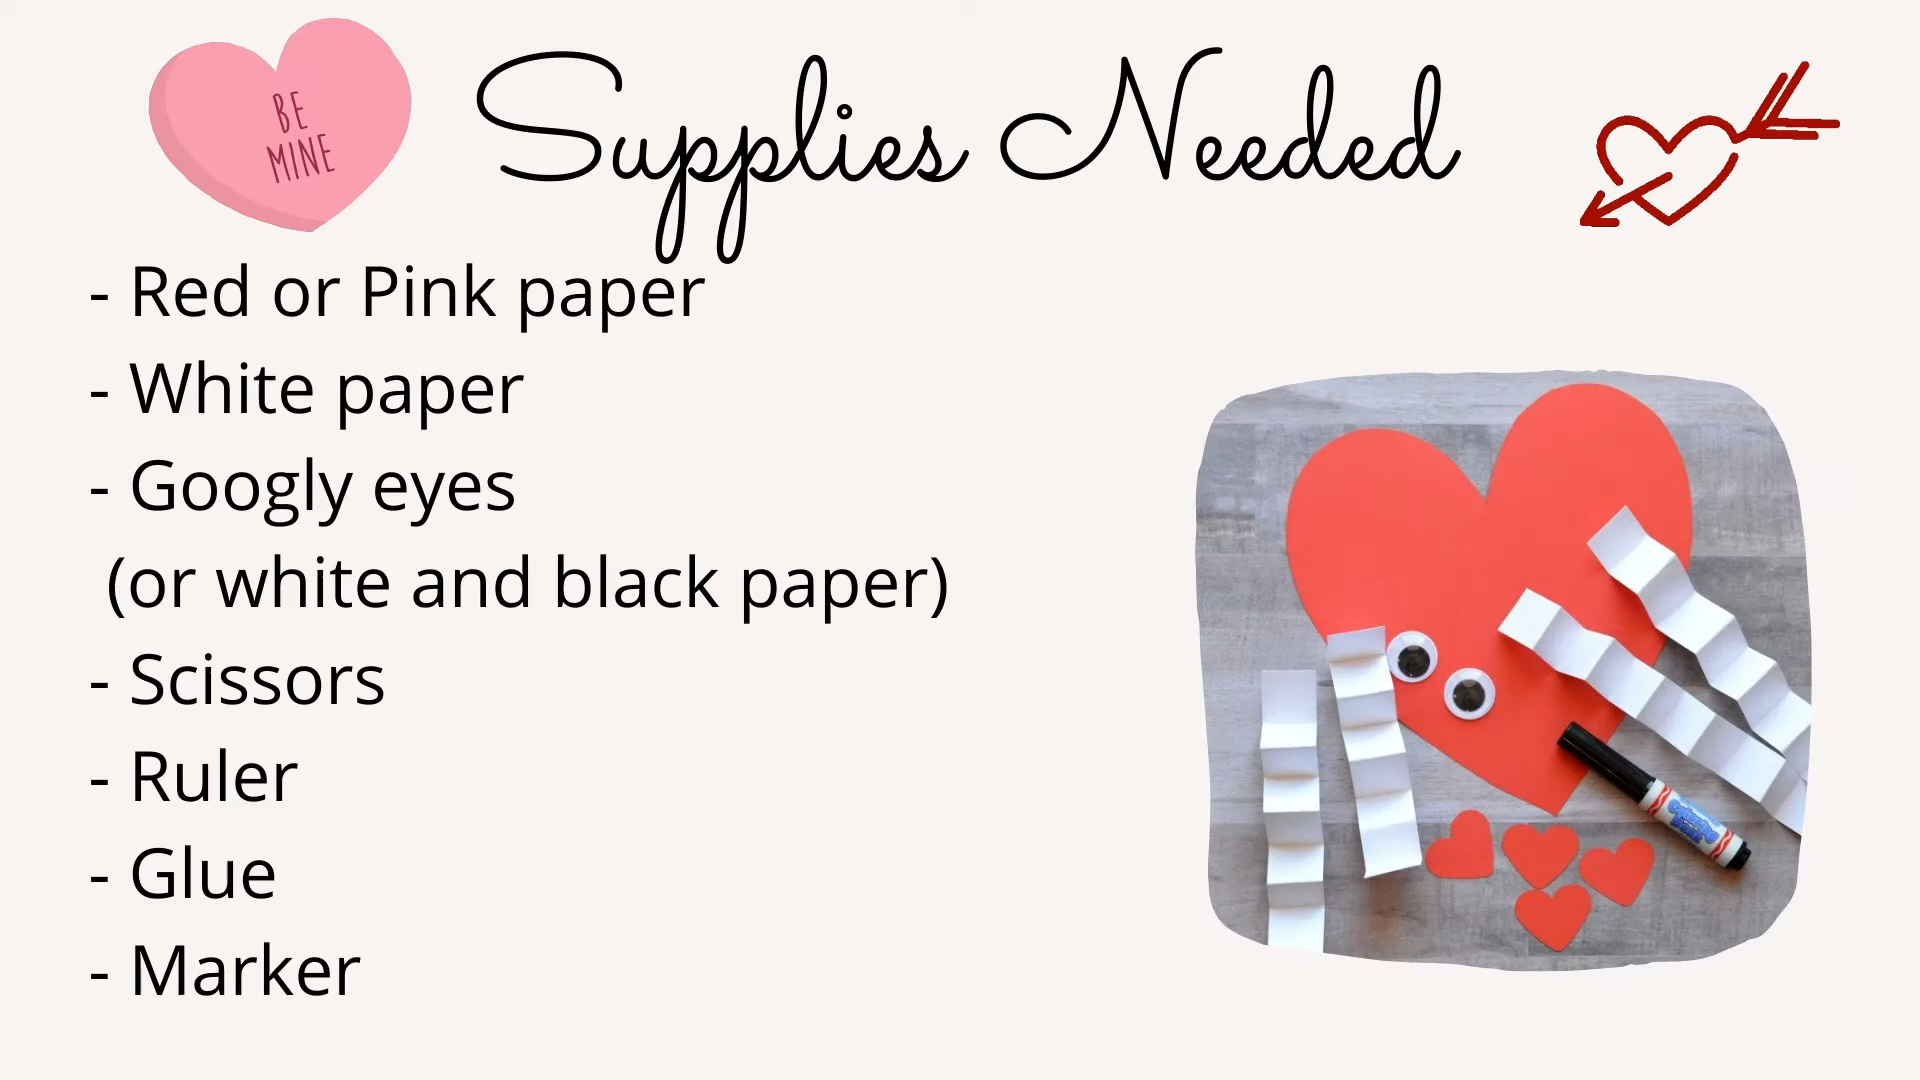 BE
MINE
Supplies Needed
- Red or Pink paper
- White paper
- Googly eyes
(or white and black paper)
- Scissors
- Ruler
- Glue
- Marker